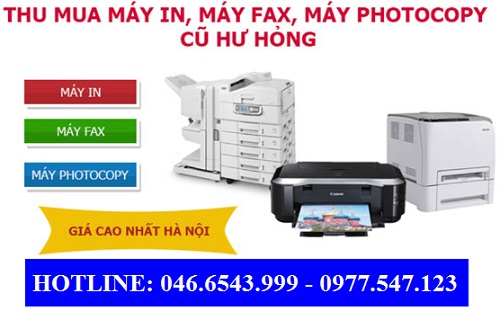 THU MUA MÁY IN, MÁY FAX, MÁY PHOTOCOPY
CŨ HƯ HỎNG
MÁY IN
MÁY FAX
MÁY PHOTOCOPY
Canon
GIÁ CAO NHẤT HÀ NỘI
HOTLINE: 046.6543.999 - 0977.547.123